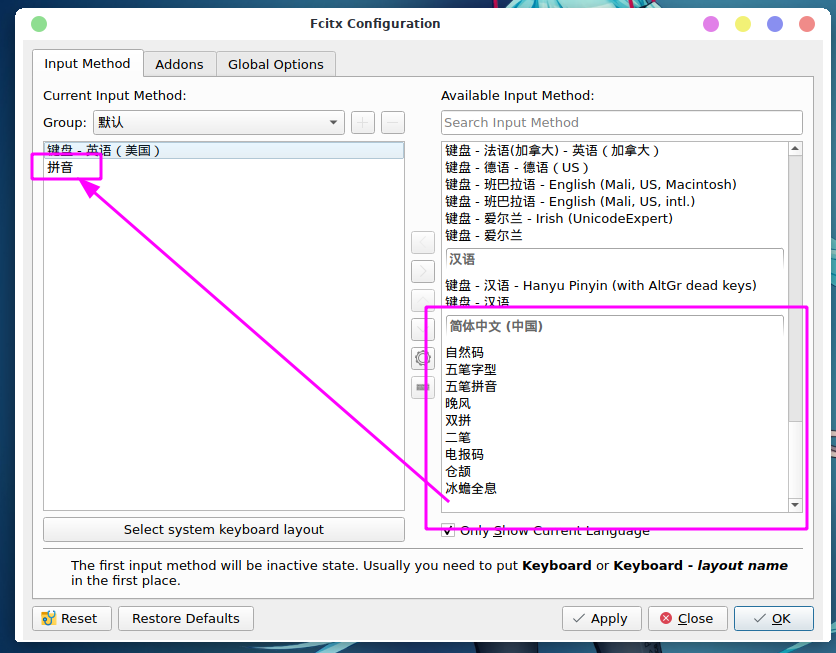 Fcitx Configuration
Input Method
Addons
Global Options
Current Input Method:
Group:
默认
键盘 - 英语 ( 美国 )
拼音
Select system keyboard layout
Available Input Method:
Search Input Method
键盘 - 法语(加拿大) - 英语 ( 加拿大 )
键盘 - 德语 - 德语 ( US )
键盘 - 班巴拉语 - English (Mali, US, Macintosh)
键盘 - 班巴拉语 - English (Mali, US, intl.)
键盘 - 爱尔兰 - Irish (UnicodeExpert)
键盘 - 爱尔兰
汉语
键盘 - 汉语 - Hanyu Pinyin (with AltGr dead keys)
键盘 - 汉语
简体中文 (中国)
自然码
五笔字型
五笔拼音
晚风
双拼
二笔
电报码
仓颉
冰蟾全息
Only Show Current Language
The first input method will be inactive state. Usually you need to put Keyboard or Keyboard - layout name
in the first place.
Reset
Restore Defaults
Apply
Close
OK